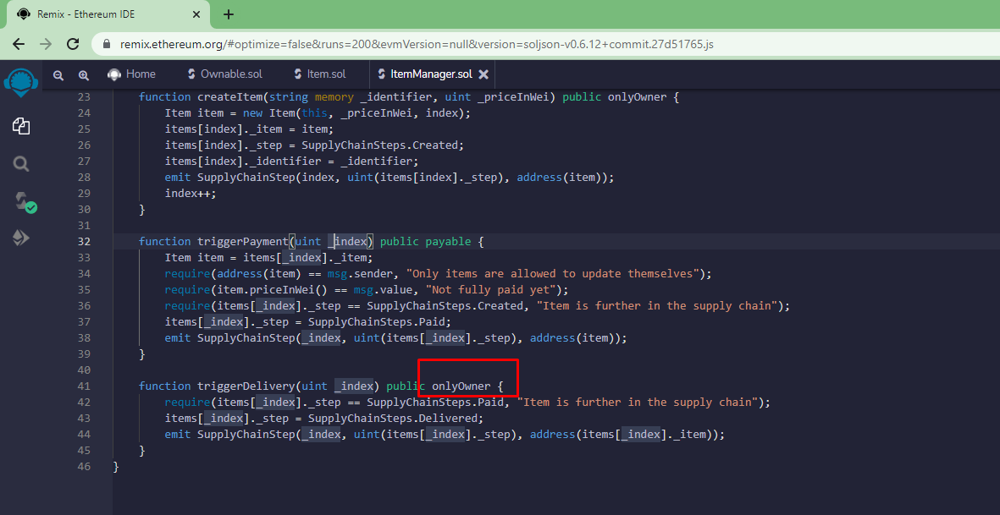 Remix - Ethereum IDE
remix.ethereum.org/#optimize=false&runs=200&evmVersion=null&version=soljson-v0.6.12+commit.27d51765.js
Home Ownable.sol Item.sol ItemManager.sol
23 function createItem(string memory _identifier, uint _priceInWei) public onlyOwner {
24 Item item = new Item(this, _priceInWei, index);
25 items[index]._item = item;
26 items[index]._step = SupplyChainSteps.Created;
27 items[index]._identifier = _identifier;
28 emit SupplyChainStep(index, uint(items[index]._step), address(item));
29 index++;
30 }
31
32 function triggerPayment(uint _index) public payable {
33 Item item = items[_index]._item;
34 require(address(item) == msg.sender, "Only items are allowed to update themselves");
35 require(item.priceInWei() == msg.value, "Not fully paid yet");
36 require(items[_index]._step == SupplyChainSteps.Created, "Item is further in the supply chain");
37 items[_index]._step = SupplyChainSteps.Paid;
38 emit SupplyChainStep(_index, uint(items[_index]._step), address(item));
39 }
40
41 function triggerDelivery(uint _index) public onlyOwner {
42 require(items[_index]._step == SupplyChainSteps.Paid, "Item is further in the supply chain");
43 items[_index]._step = SupplyChainSteps.Delivered;
44 emit SupplyChainStep(_index, uint(items[_index]._step), address(items[_index]._item));
45 }
46 }